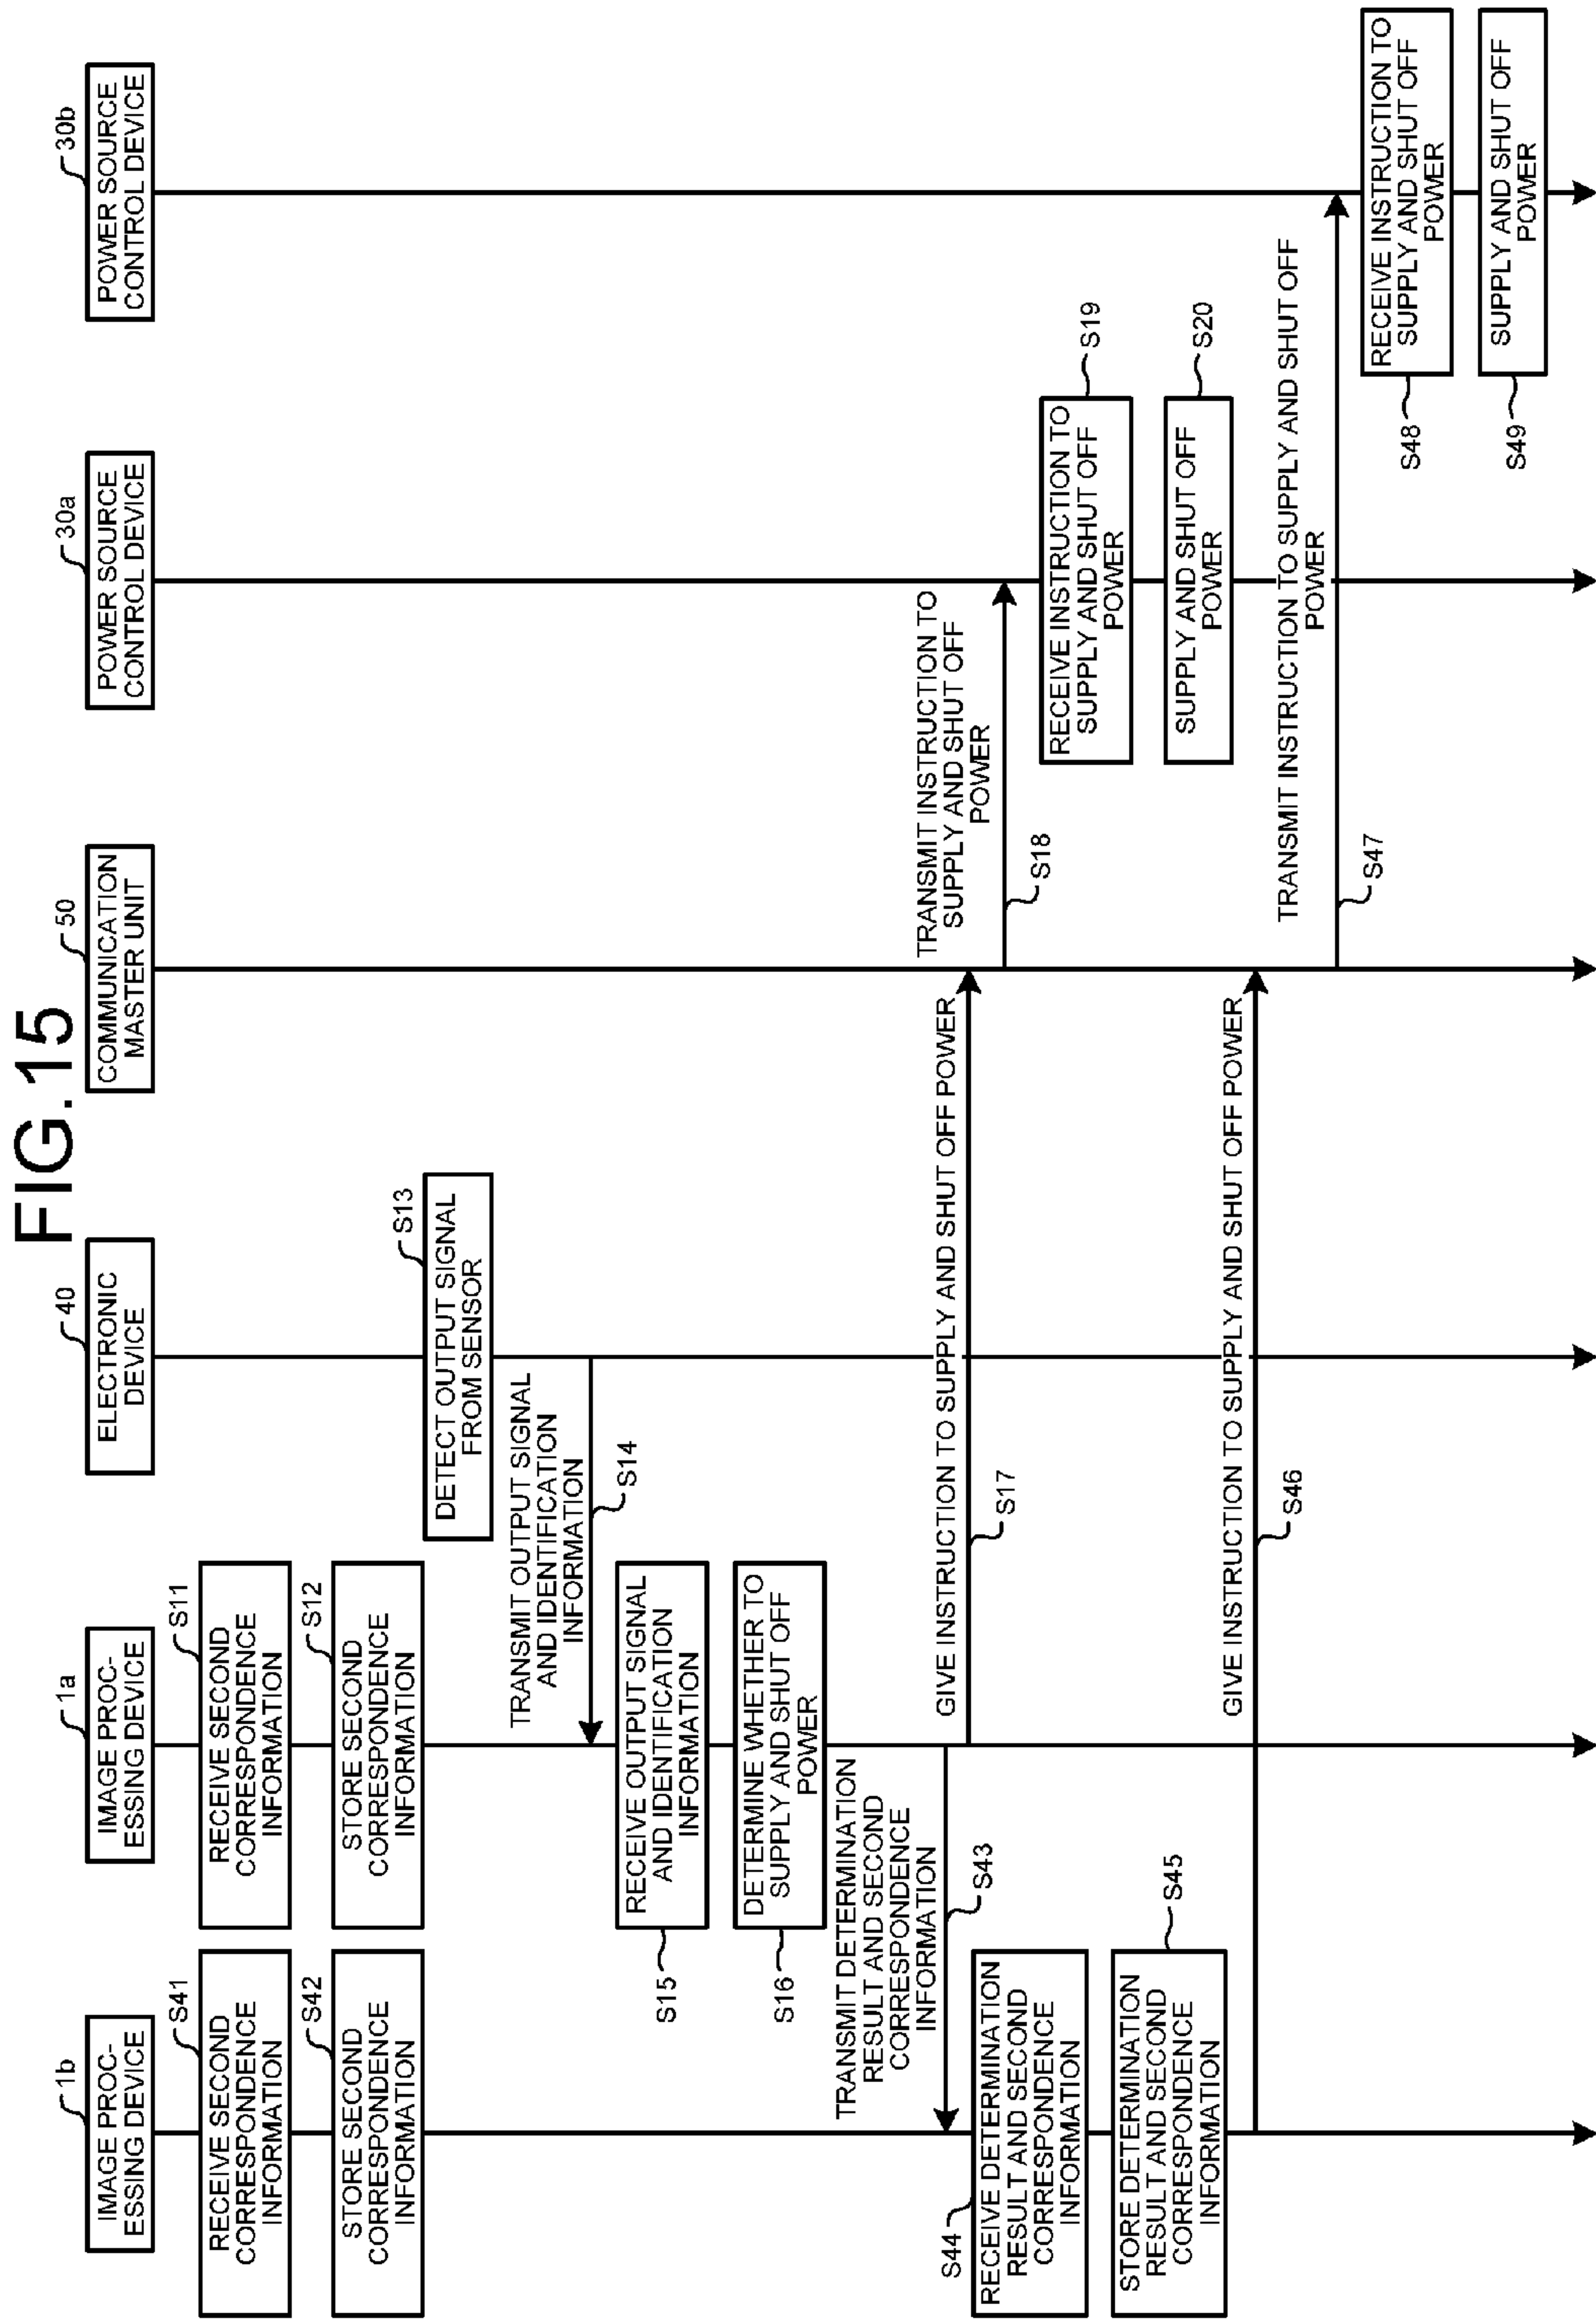 FIG.15
1b
IMAGE PROC-
ESSING DEVICE
1a
IMAGE PROC-
ESSING DEVICE
40
ELECTRONIC
DEVICE
50
COMMUNICATION
MASTER UNIT
30a
POWER SOURCE
CONTROL DEVICE
30b
POWER SOURCE
CONTROL DEVICE
S41
RECEIVE SECOND
CORRESPONDENCE
INFORMATION
S11
RECEIVE SECOND
CORRESPONDENCE
INFORMATION
S42
STORE SECOND
CORRESPONDENCE
INFORMATION
S12
STORE SECOND
CORRESPONDENCE
INFORMATION
S13
DETECT OUTPUT SIGNAL
FROM SENSOR
TRANSMIT OUTPUT SIGNAL
AND IDENTIFICATION
INFORMATION
S14
RECEIVE OUTPUT SIGNAL
AND IDENTIFICATION
INFORMATION
S15
DETERMINE WHETHER TO
SUPPLY AND SHUT OFF
POWER
S16
TRANSMIT DETERMINATION
RESULT AND SECOND
CORRESPONDENCE
INFORMATION
S43
GIVE INSTRUCTION TO SUPPLY AND SHUT OFF POWER
S17
TRANSMIT INSTRUCTION TO
SUPPLY AND SHUT OFF
POWER
S18
S44
RECEIVE DETERMINATION
RESULT AND SECOND
CORRESPONDENCE
INFORMATION
RECEIVE INSTRUCTION TO
SUPPLY AND SHUT OFF
POWER
S19
S45
STORE DETERMINATION
RESULT AND SECOND
CORRESPONDENCE
INFORMATION
SUPPLY AND SHUT OFF
POWER
S20
GIVE INSTRUCTION TO SUPPLY AND SHUT OFF POWER
S46
TRANSMIT INSTRUCTION TO SUPPLY AND SHUT OFF
POWER
S47
RECEIVE INSTRUCTION TO
SUPPLY AND SHUT OFF
POWER
S48
SUPPLY AND SHUT OFF
POWER
S49